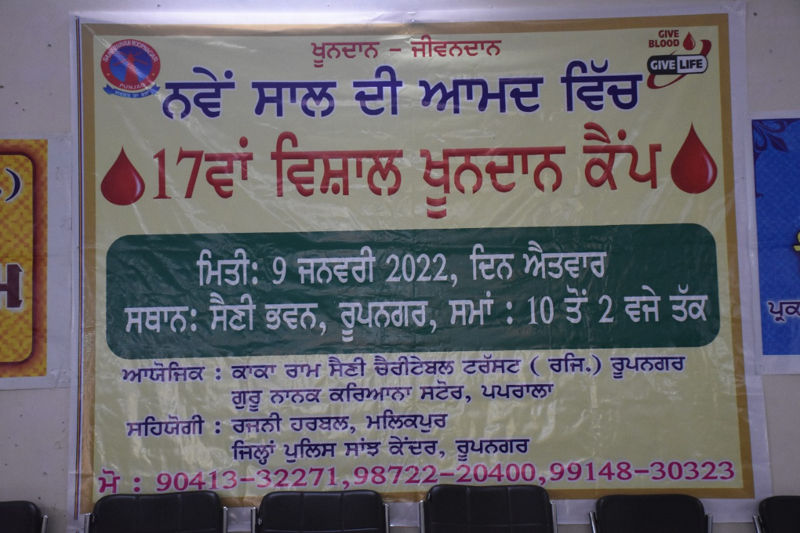 ਖੂਨਦਾਨ - ਜੀਵਨਦਾਨ
GIVE
BLOOD
GIVE LIFE
ਨਵੇਂ ਸਾਲ ਦੀ ਆਮਦ ਵਿੱਚ
17ਵਾਂ ਵਿਸ਼ਾਲ ਖੂਨਦਾਨ ਕੈਂਪ
ਮਿਤੀ: 9 ਜਨਵਰੀ 2022, ਦਿਨ ਐਤਵਾਰ
ਸਥਾਨ: ਸੈਣੀ ਭਵਨ, ਰੂਪਨਗਰ, ਸਮਾਂ : 10 ਤੋਂ 2 ਵਜੇ ਤੱਕ
ਆਯੋਜਿਕ : ਕਾਕਾ ਰਾਮ ਸੈਣੀ ਚੈਰੀਟੇਬਲ ਟਰੱਸਟ ( ਰਜਿ.) ਰੂਪਨਗਰ
ਗੁਰੂ ਨਾਨਕ ਕਰਿਆਨਾ ਸਟੋਰ, ਪਪਰਾਲਾ
ਸਹਿਯੋਗੀ : ਰਜਨੀ ਹਰਬਲ, ਮਲਿਕਪੁਰ
ਜਿਲ੍ਹਾਂ ਪੁਲਿਸ ਸਾਂਝ ਕੇਂਦਰ, ਰੂਪਨਗਰ
ਮੋ : 90413-32271,98722-20400,99148-30323
ਪ੍ਰਕ